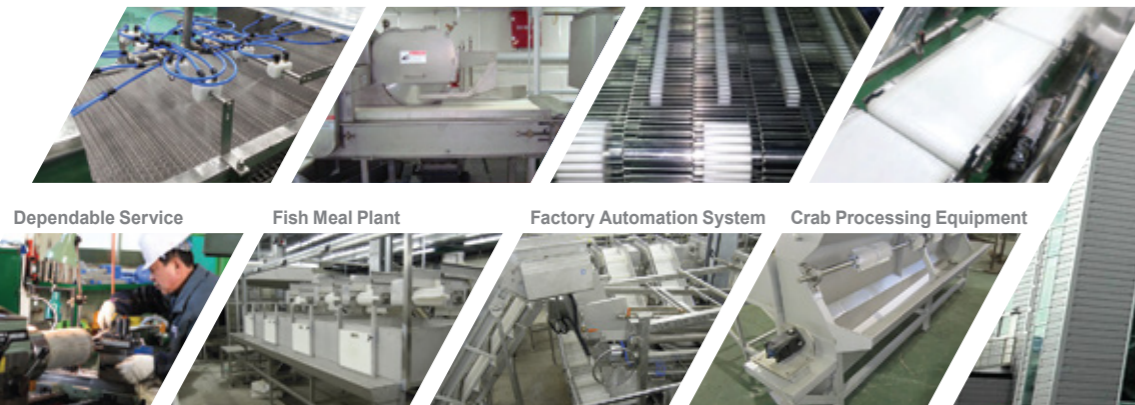 Dependable Service
Fish Meal Plant
Factory Automation System
Crab Processing Equipment